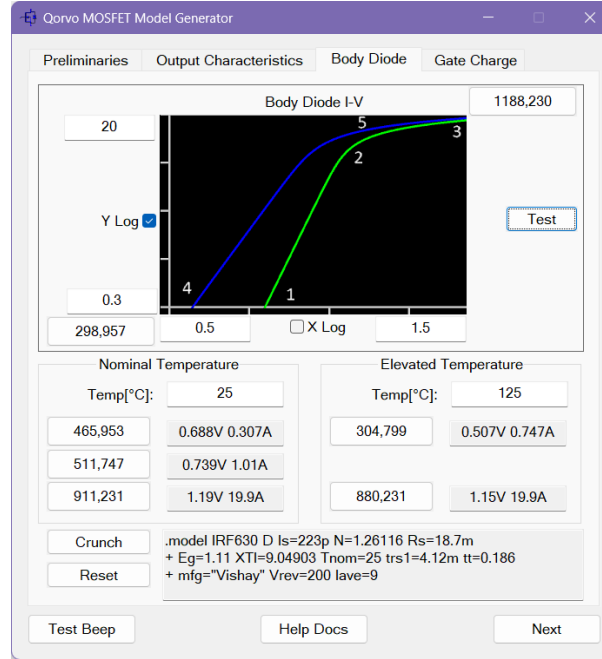 Qorvo MOSFET Model Generator
Preliminaries Output Characteristics Body Diode Gate Charge
Body Diode I-V
1188,230
20
5
3
2
Y Log
Test
4
1
0.3
298,957
0.5
X Log
1.5
Nominal Temperature
Elevated Temperature
Temp[°C]: 25
Temp[°C]: 125
465,953 0.688V 0.307A
304,799 0.507V 0.747A
511,747 0.739V 1.01A
911,231 1.19V 19.9A
880,231 1.15V 19.9A
Crunch
Reset
.model IRF630 D Is=223p N=1.26116 Rs=18.7m
+ Eg=1.11 XTI=9.04903 Tnom=25 trs1=4.12m tt=0.186
+ mfg="Vishay" Vrev=200 Iave=9
Test Beep Help Docs Next